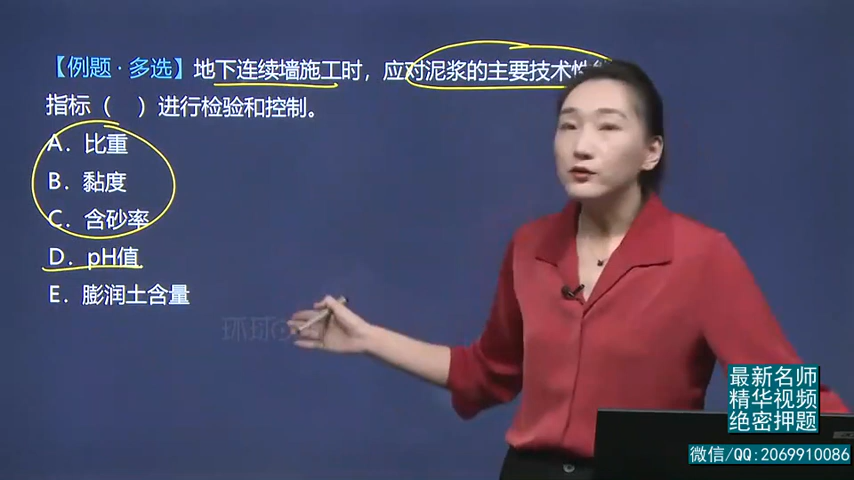 【例题·多选】地下连续墙施工时，应对泥浆的主要技术性
指标（ ）进行检验和控制。
A．比重
B．黏度
C．含砂率
D．pH值
E．膨润土含量
环球
最新名师
精华视频
绝密押题
微信/QQ:2069910086